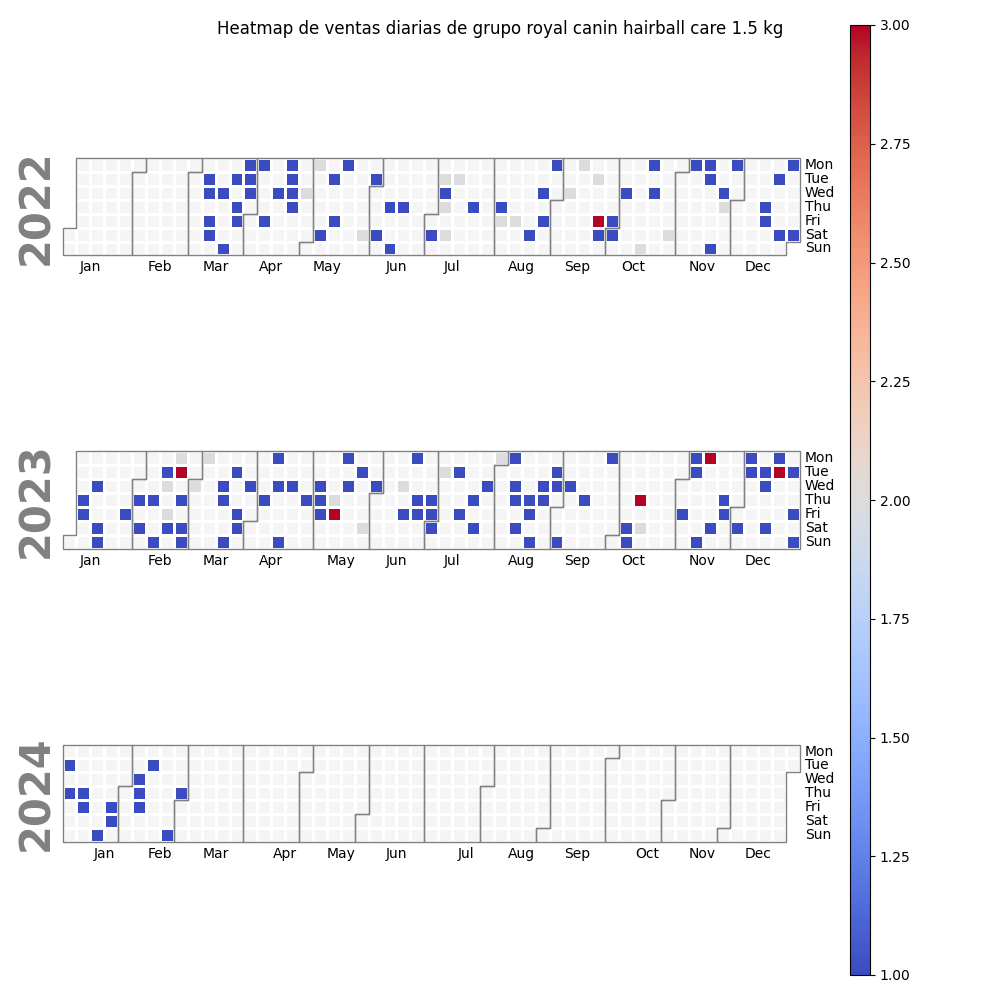 Heatmap de ventas diarias de grupo royal canin hairball care 1.5 kg
2022
Mon
Tue
Wed
Thu
Fri
Sat
Sun
Jan Feb Mar Apr May Jun Jul Aug Sep Oct Nov Dec
2023
Mon
Tue
Wed
Thu
Fri
Sat
Sun
Jan Feb Mar Apr May Jun Jul Aug Sep Oct Nov Dec
2024
Mon
Tue
Wed
Thu
Fri
Sat
Sun
Jan Feb Mar Apr May Jun Jul Aug Sep Oct Nov Dec
3.00
2.75
2.50
2.25
2.00
1.75
1.50
1.25
1.00